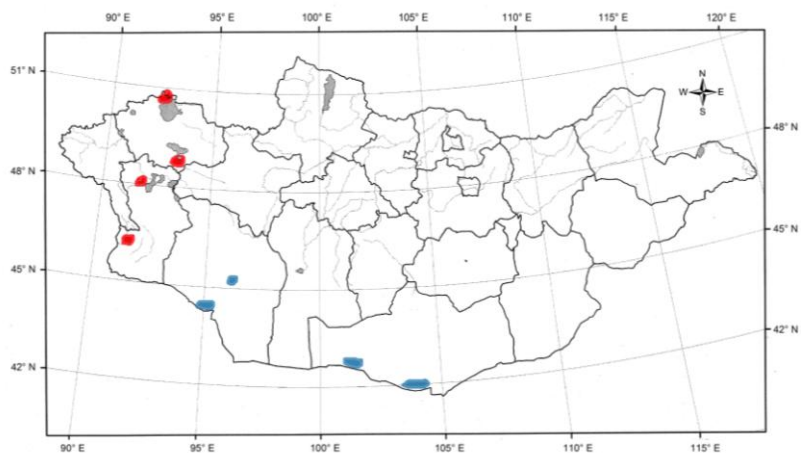 90° E 95° E 100° E 105° E 110° E 115° E 120° E
51° N
N
W E
S
48° N 48° N
45° N 45° N
42° N 42° N
90° E 95° E 100° E 105° E 110° E 115° E